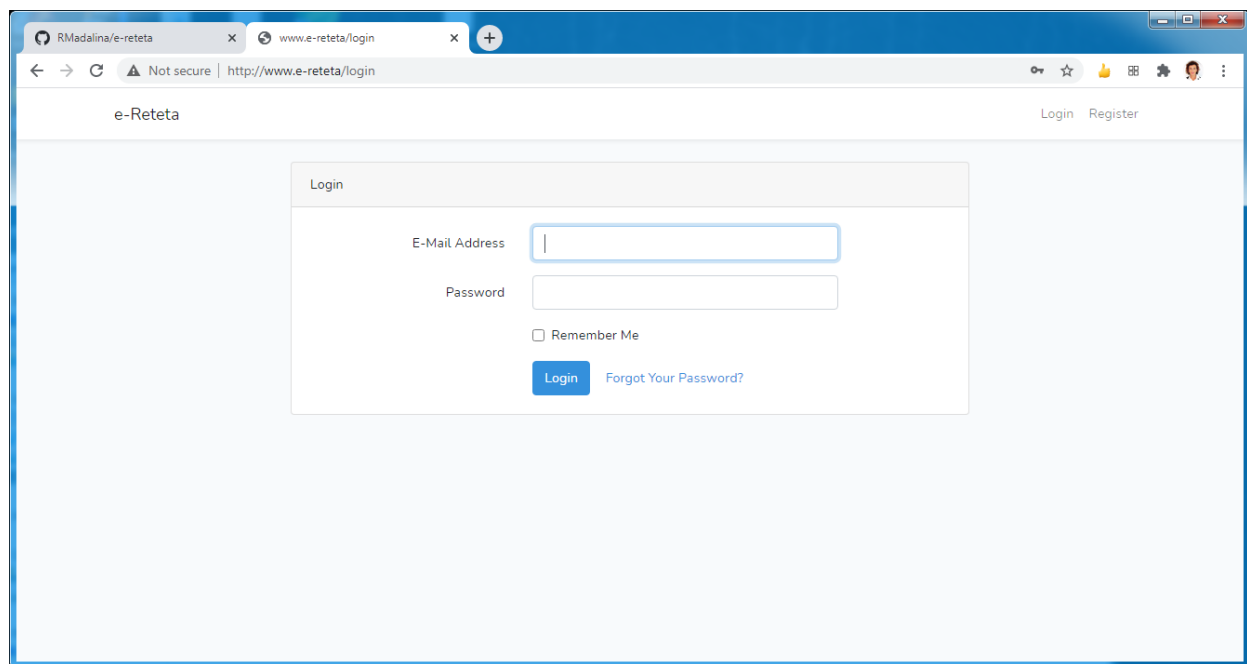 RMadalina/e-reteta www.e-reteta/login
Not secure | http://www.e-reteta/login
e-Reteta Login Register
Login
E-Mail Address
Password
Remember Me
Login Forgot Your Password?